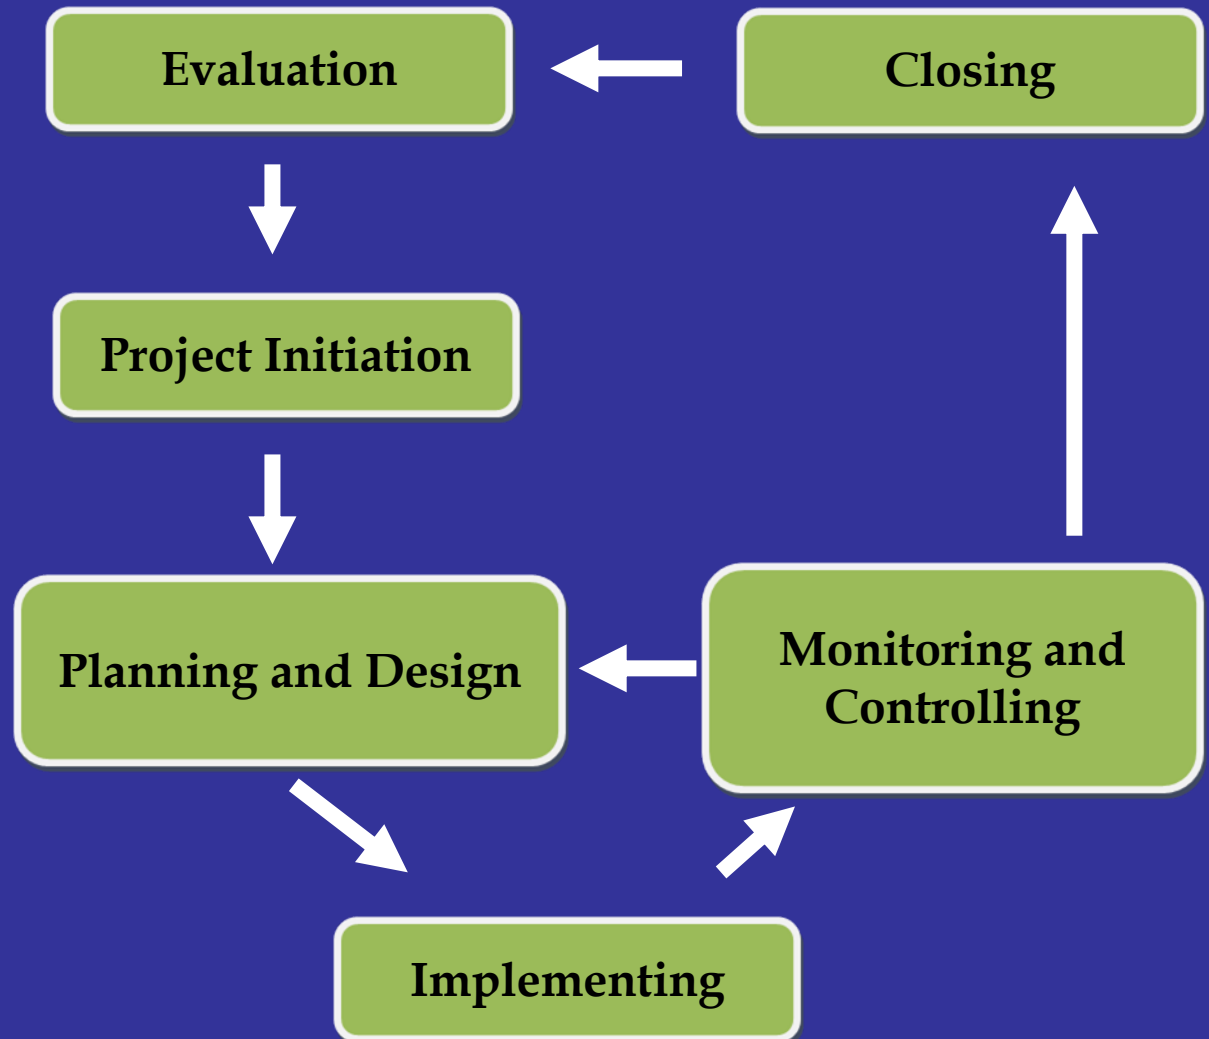 Evaluation
Closing
Project Initiation
Planning and Design
Monitoring and
Controlling
Implementing